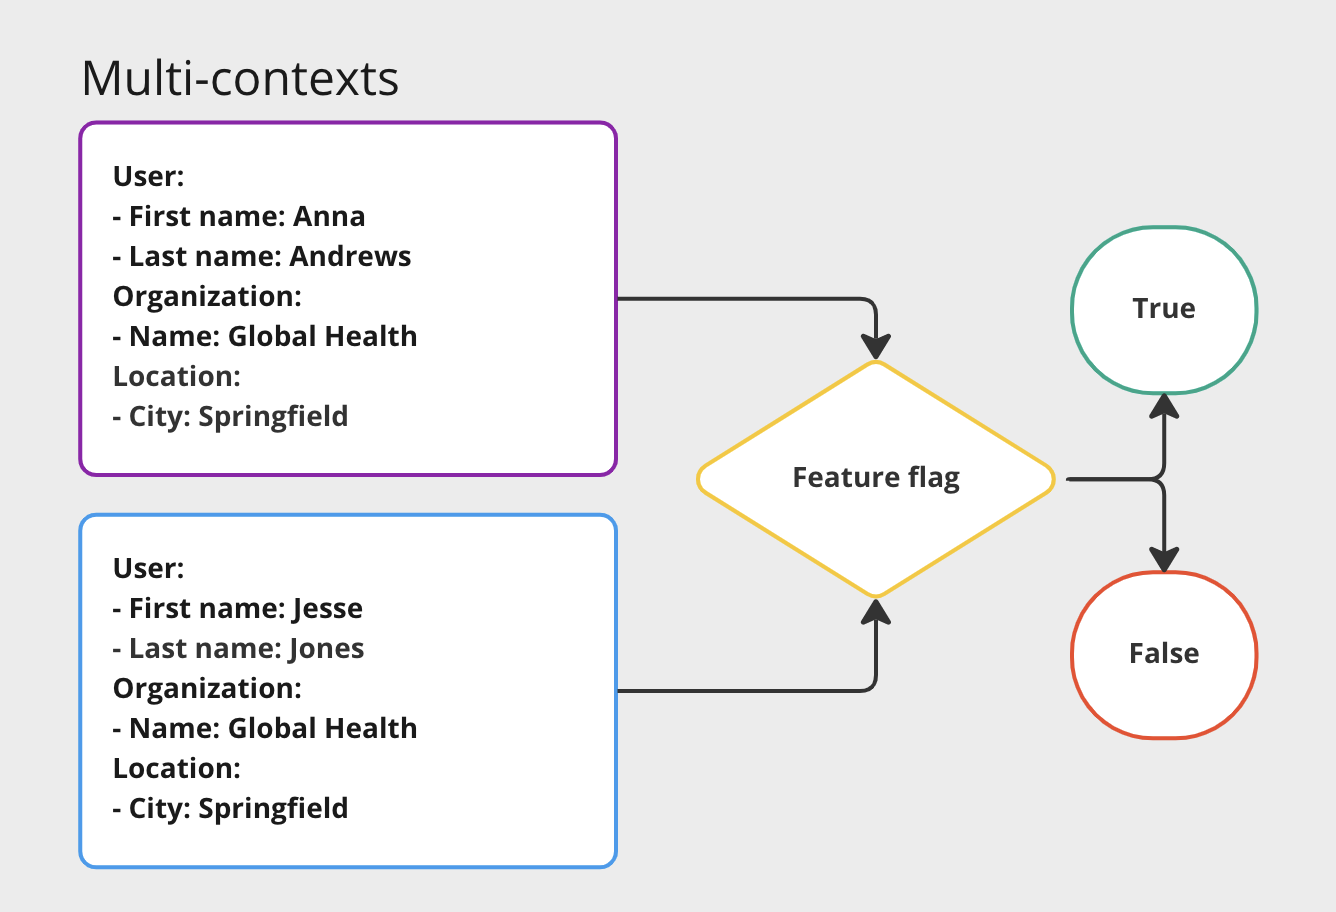 Multi-contexts
User:
- First name: Anna
- Last name: Andrews
Organization:
- Name: Global Health
Location:
- City: Springfield
User:
- First name: Jesse
- Last name: Jones
Organization:
- Name: Global Health
Location:
- City: Springfield
Feature flag
True
False